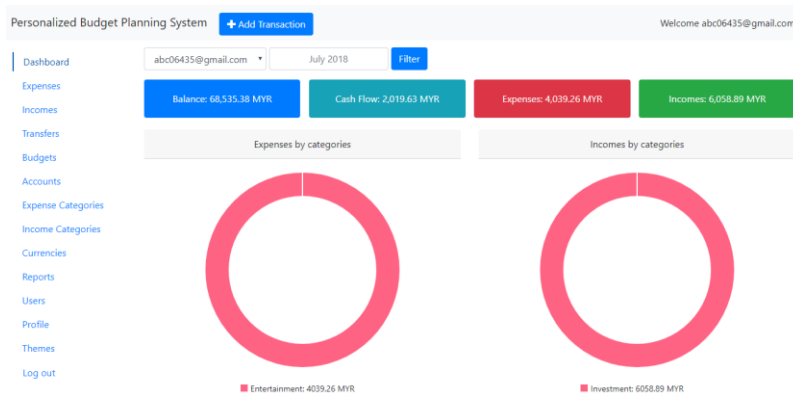 Personalized Budget Planning System
+ Add Transaction
Welcome abc06435@gmail.com
Dashboard
Expenses
Incomes
Transfers
Budgets
Accounts
Expense Categories
Income Categories
Currencies
Reports
Users
Profile
Themes
Log out
abc06435@gmail.com
July 2018
Filter
Balance: 68,535.38 MYR
Cash Flow: 2,019.63 MYR
Expenses: 4,039.26 MYR
Incomes: 6,058.89 MYR
Expenses by categories
Entertainment: 4039.26 MYR
Incomes by categories
Investment: 6058.89 MYR